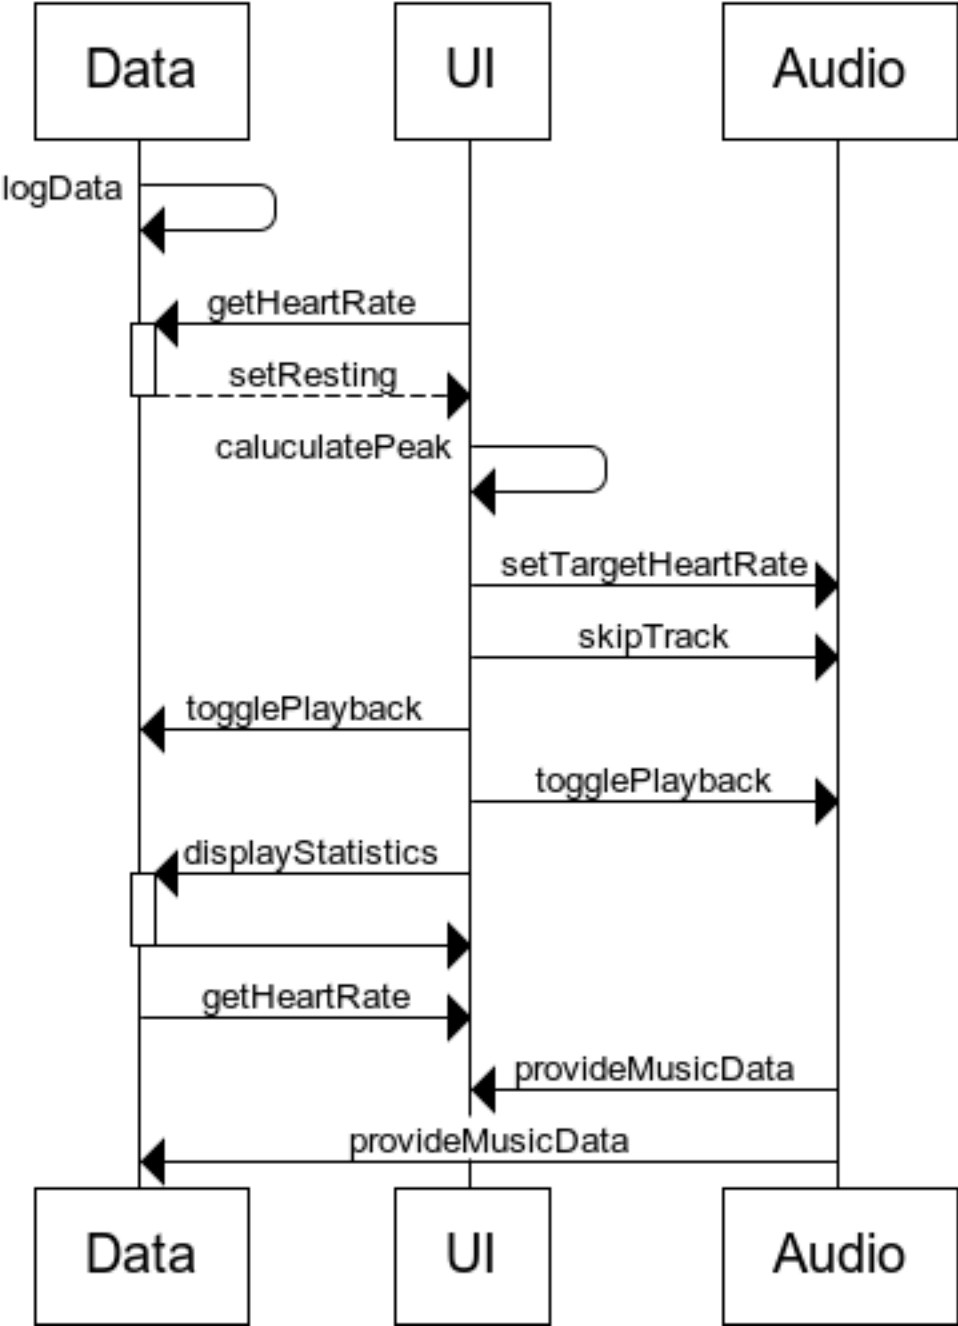 Data
UI
Audio
logData
getHeartRate
setResting
caluculatePeak
setTargetHeartRate
skipTrack
togglePlayback
togglePlayback
displayStatistics
getHeartRate
provideMusicData
provideMusicData
Data
UI
Audio